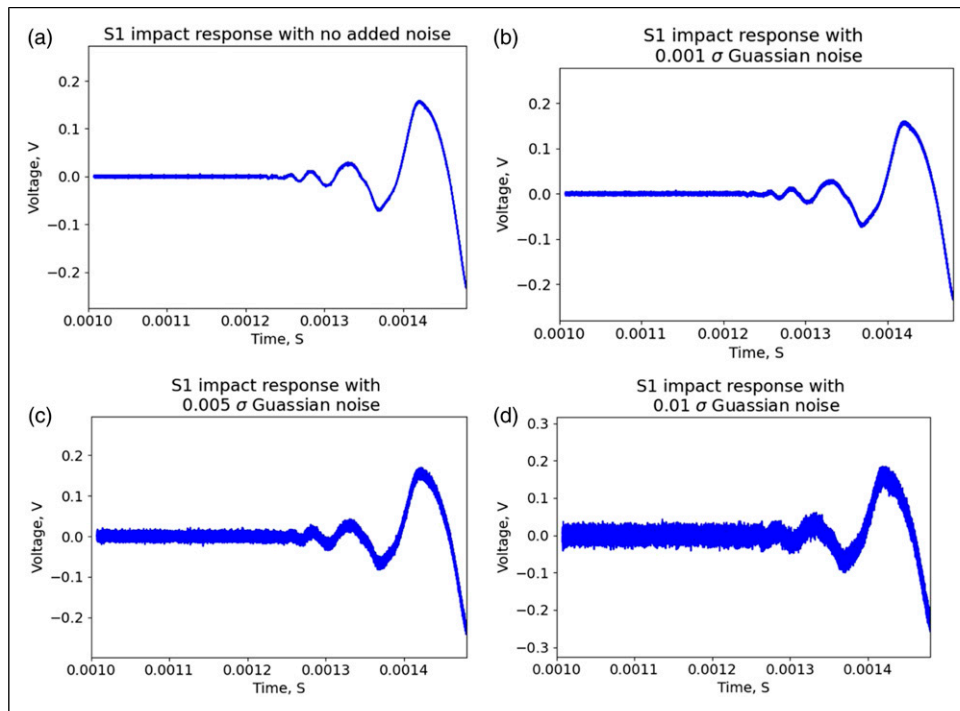 (a)
S1 impact response with no added noise
0.2
0.1
0.0
−0.1
−0.2
Voltage, V
0.0010 0.0011 0.0012 0.0013 0.0014
Time, S
(b)
S1 impact response with
0.001 σ Guassian noise
0.2
0.1
0.0
−0.1
−0.2
Voltage, V
0.0010 0.0011 0.0012 0.0013 0.0014
Time, S
(c)
S1 impact response with
0.005 σ Guassian noise
0.2
0.1
0.0
−0.1
−0.2
Voltage, V
0.0010 0.0011 0.0012 0.0013 0.0014
Time, S
(d)
S1 impact response with
0.01 σ Guassian noise
0.3
0.2
0.1
0.0
−0.1
−0.2
−0.3
Voltage, V
0.0010 0.0011 0.0012 0.0013 0.0014
Time, S